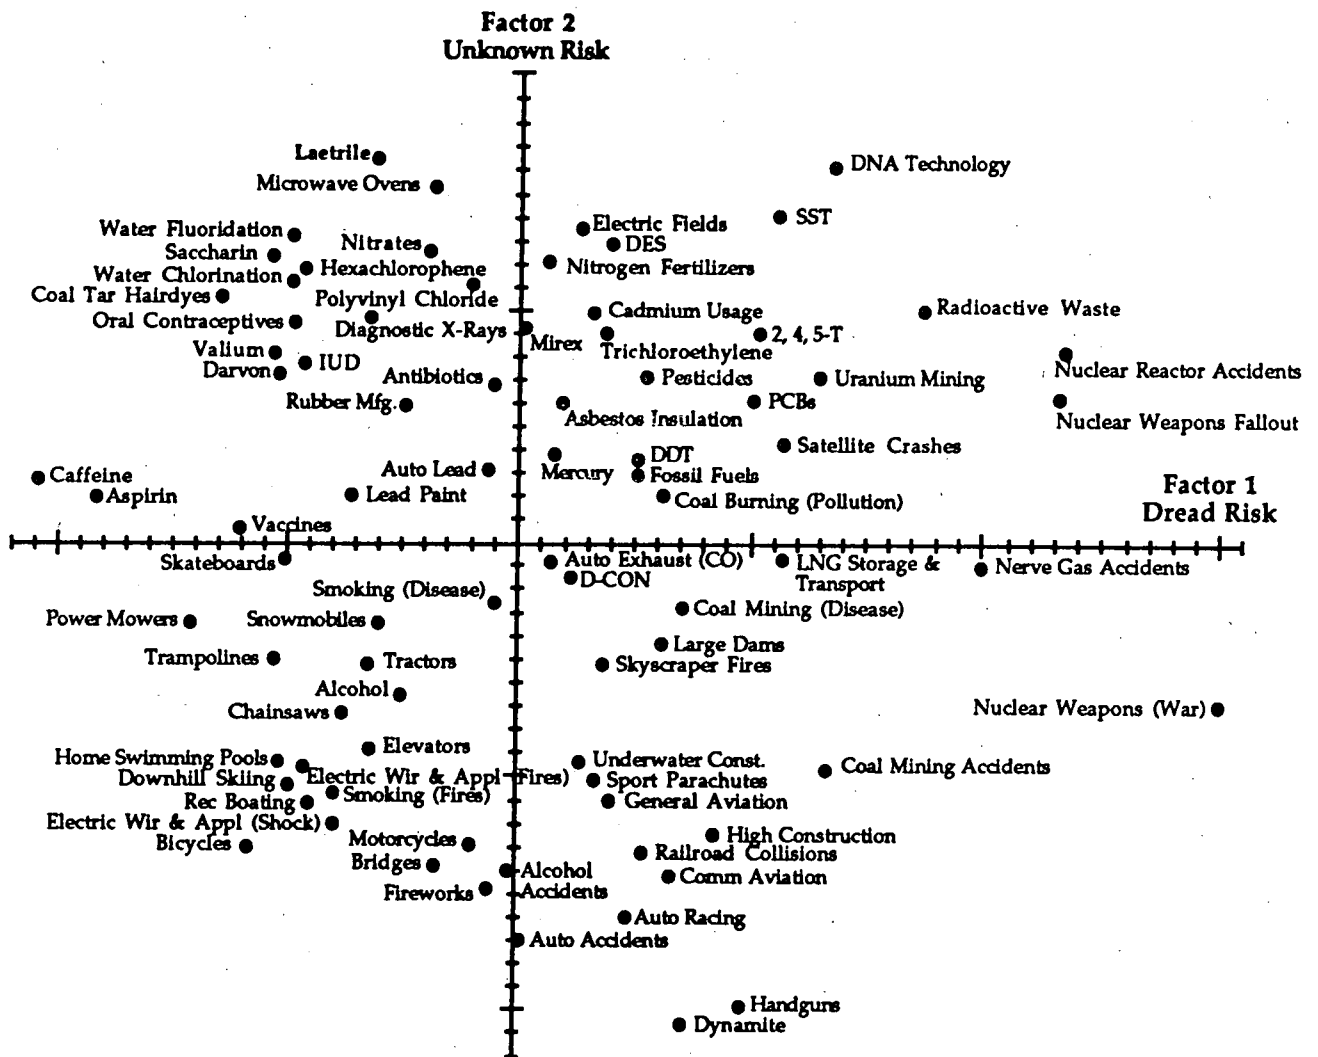 Factor 2
Unknown Risk
Laetrile
DNA Technology
Microwave Ovens
SST
Electric Fields
Water Fluoridation
Nitrates
DES
Saccharin
Hexachlorophene
Nitrogen Fertilizers
Water Chlorination
Coal Tar Hairdyes
Polyvinyl Chloride
Cadmium Usage
Radioactive Waste
Oral Contraceptives
Diagnostic X-Rays
Mirex
2, 4, 5-T
Trichloroethylene
Valium
IUD
Darvon
Antibiotics
Pesticides
Uranium Mining
Nuclear Reactor Accidents
Rubber Mfg.
PCBs
Asbestos Insulation
Nuclear Weapons Fallout
Satellite Crashes
DDT
Auto Lead
Mercury
Fossil Fuels
Caffeine
Aspirin
Lead Paint
Coal Burning (Pollution)
Factor 1
Dread Risk
Vaccines
Skateboards
Auto Exhaust (CO)
LNG Storage &
Transport
Nerve Gas Accidents
D-CON
Smoking (Disease)
Coal Mining (Disease)
Power Mowers
Snowmobiles
Large Dams
Trampolines
Tractors
Skyscraper Fires
Alcohol
Chainsaws
Nuclear Weapons (War)
Elevators
Home Swimming Pools
Underwater Const.
Coal Mining Accidents
Downhill Skiing
Electric Wir & Appl (Fires)
Sport Parachutes
Rec Boating
Smoking (Fires)
General Aviation
Electric Wir & Appl (Shock)
Bicycles
Motorcycles
High Construction
Bridges
Railroad Collisions
Alcohol
Accidents
Comm Aviation
Fireworks
Auto Racing
Auto Accidents
Handguns
Dynamite